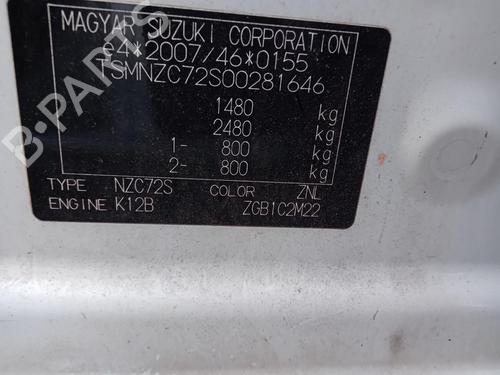 MAGYAR SUZUKI CORPORATION
e4*2007/46*0155
TSMNZC72S00281646
1480 kg
2480 kg
1- 800 kg
2- 800 kg
TYPE NZC72S COLOR ZNL
ENGINE K12B ZGB1C2M22
B-PARTS